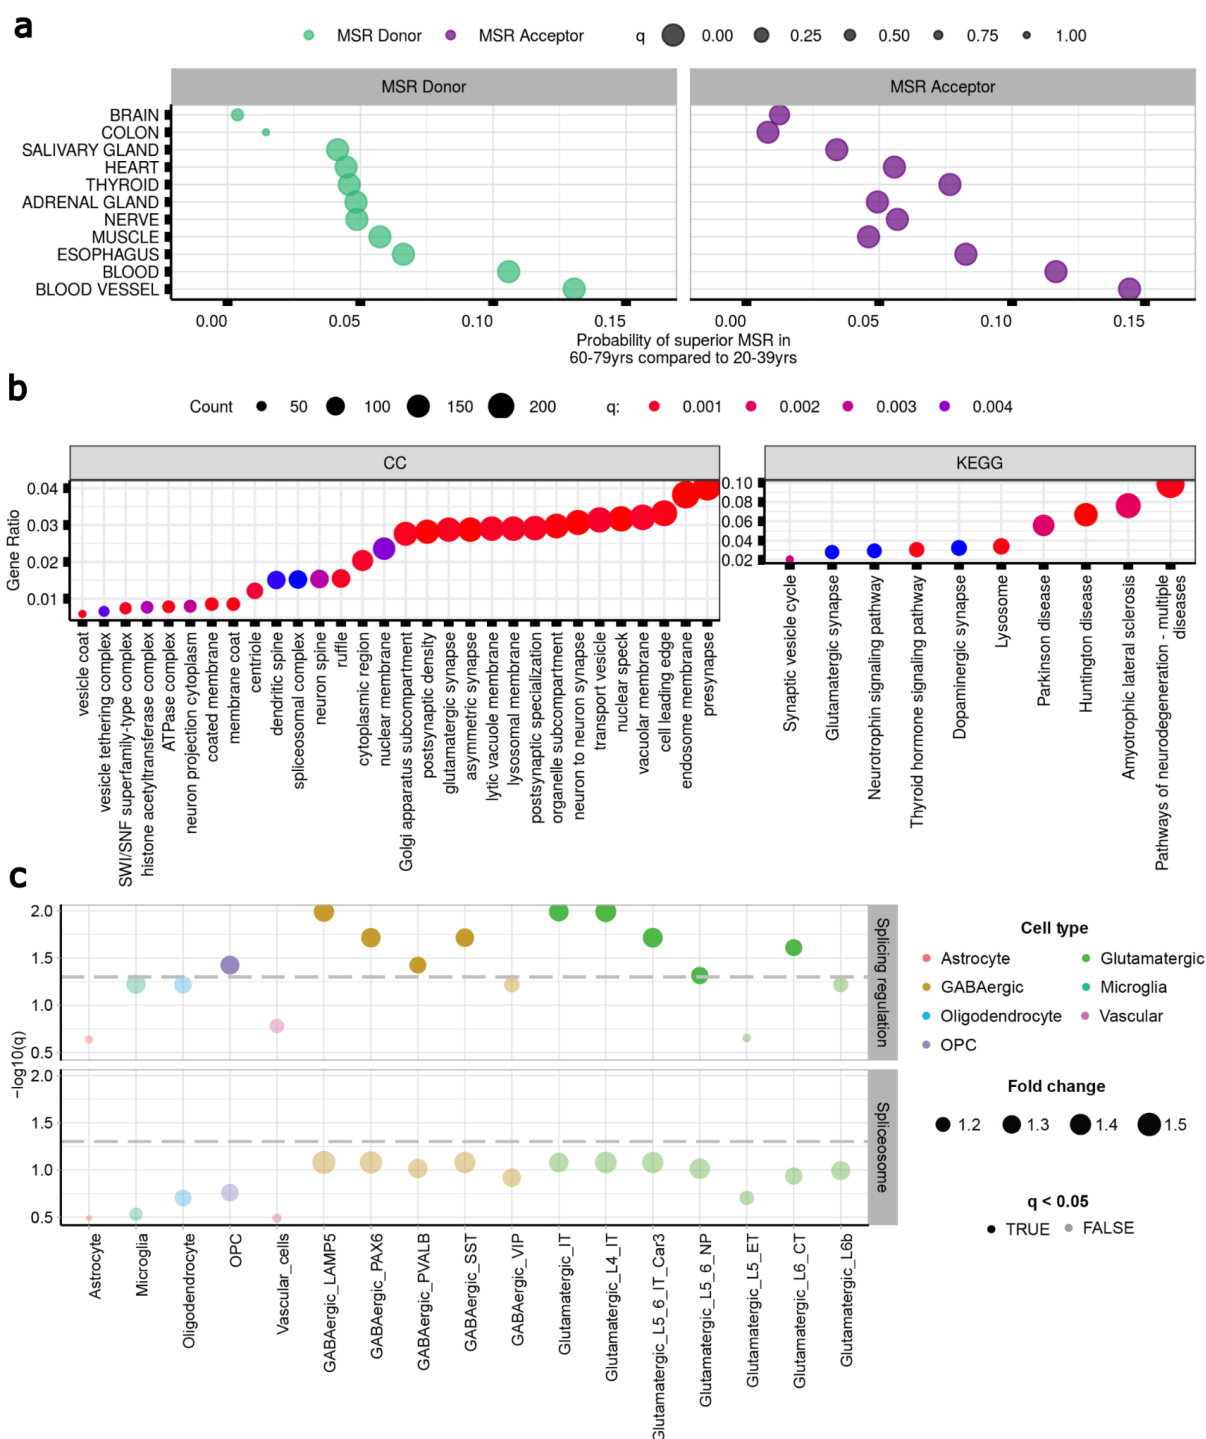 a
MSR Donor MSR Acceptor q 0.00 0.25 0.50 0.75 1.00
MSR Donor MSR Acceptor
BRAIN
COLON
SALIVARY GLAND
HEART
THYROID
ADRENAL GLAND
NERVE
MUSCLE
ESOPHAGUS
BLOOD
BLOOD VESSEL
0.00 0.05 0.10 0.15 0.00 0.05 0.10 0.15
Probability of superior MSR in
60-79yrs compared to 20-39yrs
b
Count 50 100 150 200 q: 0.001 0.002 0.003 0.004
CC KEGG
Gene Ratio
0.04
0.03
0.02
0.01
0.10
0.08
0.06
0.04
0.02
vesicle coat
vesicle tethering complex
SWI/SNF superfamily-type complex
histone acetyltransferase complex
ATPase complex
neuron projection cytoplasm
coated membrane
membrane coat
centriole
dendritic spine
spliceosomal complex
neuron spine
ruffle
cytoplasmic region
nuclear membrane
Golgi apparatus subcompartment
postsynaptic density
glutamatergic synapse
asymmetric synapse
lytic vacuole membrane
lysosomal membrane
postsynaptic specialization
organelle subcompartment
neuron to neuron synapse
transport vesicle
nuclear speck
vacuolar membrane
cell leading edge
endosome membrane
presynapse
Synaptic vesicle cycle
Glutamatergic synapse
Neurotrophin signaling pathway
Thyroid hormone signaling pathway
Dopaminergic synapse
Lysosome
Parkinson disease
Huntington disease
Amyotrophic lateral sclerosis
Pathways of neurodegeneration - multiple
diseases
c
−log10(q)
2.0
1.5
1.0
0.5
Splicing regulation
2.0
1.5
1.0
0.5
Spliceosome
Astrocyte
Microglia
Oligodendrocyte
OPC
Vascular_cells
GABAergic_LAMP5
GABAergic_PAX6
GABAergic_PVALB
GABAergic_SST
GABAergic_VIP
Glutamatergic_IT
Glutamatergic_L4_IT
Glutamatergic_L5_6_IT_Car3
Glutamatergic_L5_6_NP
Glutamatergic_L5_ET
Glutamatergic_L6_CT
Glutamatergic_L6b
Cell type
Astrocyte Glutamatergic
GABAergic Microglia
Oligodendrocyte Vascular
OPC
Fold change
1.2 1.3 1.4 1.5
q < 0.05
TRUE FALSE